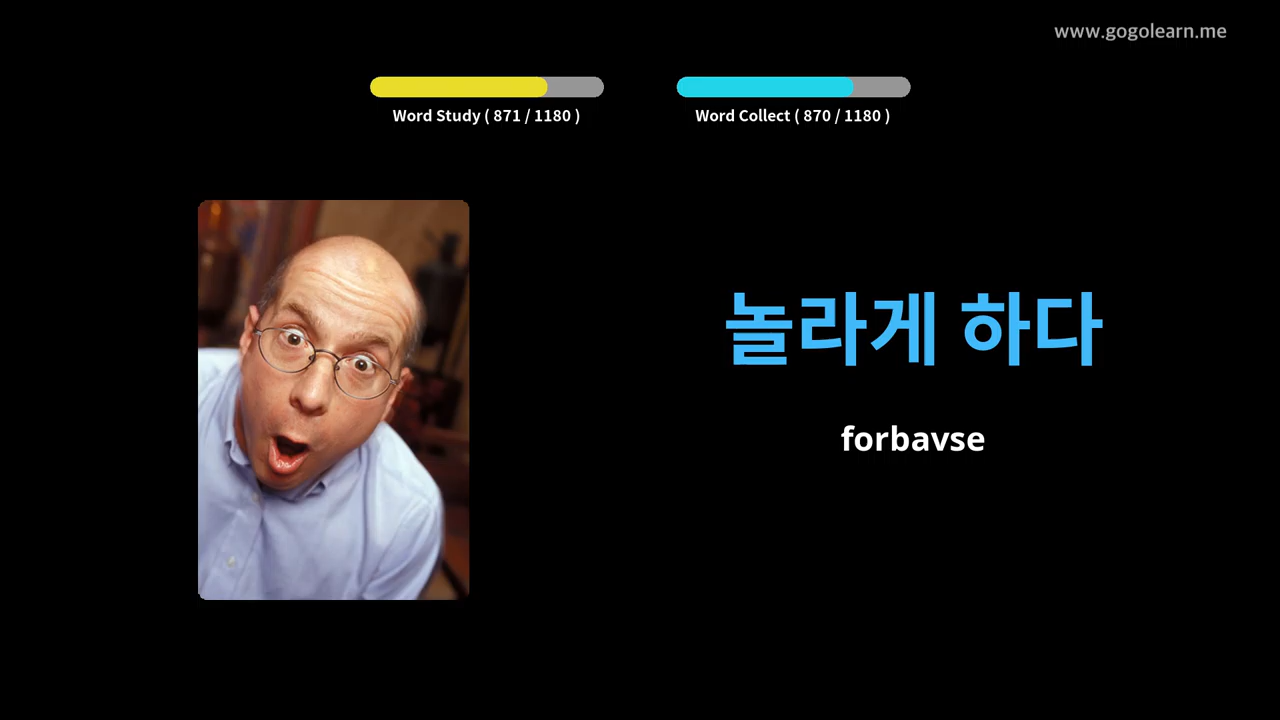 www.gogolearn.me
Word Study ( 871 / 1180 )
Word Collect ( 870 / 1180 )
놀라게 하다
forbavse